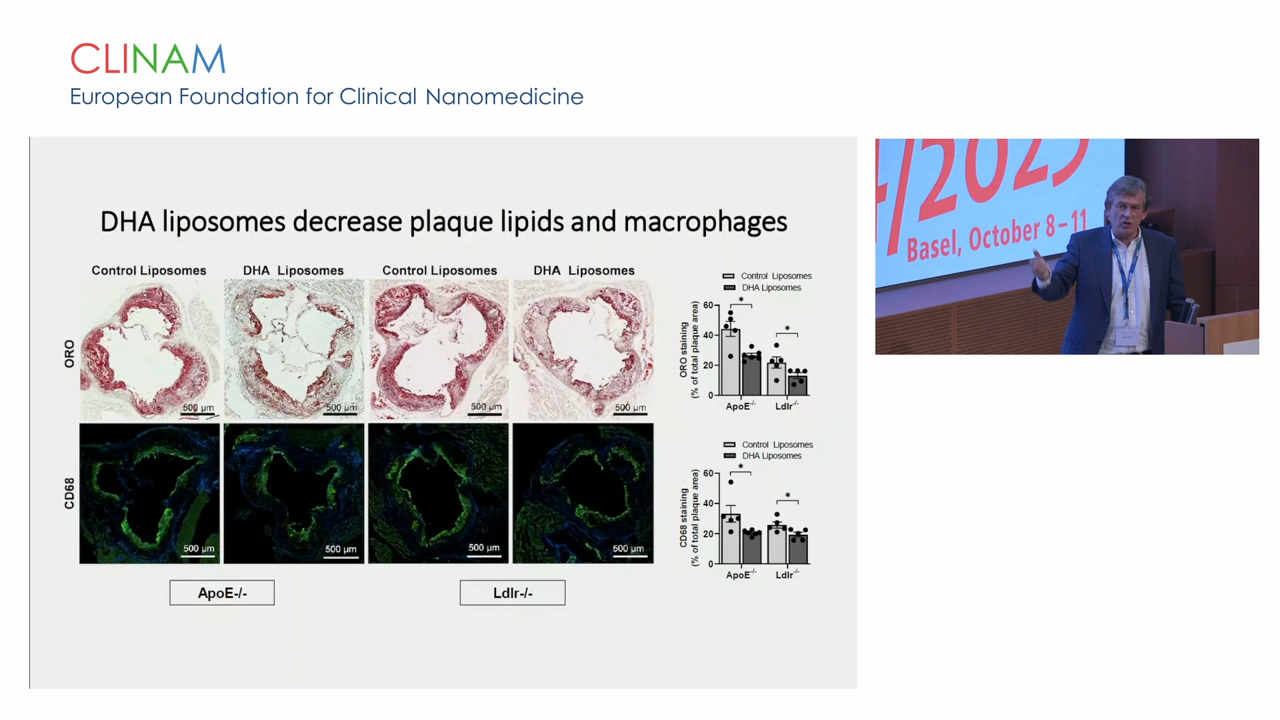 CLINAM
European Foundation for Clinical Nanomedicine
DHA liposomes decrease plaque lipids and macrophages
Control Liposomes
DHA Liposomes
Control Liposomes
DHA Liposomes
ORO
500 µm
500 µm
500 µm
500 µm
CD68
500 µm
500 µm
500 µm
500 µm
ApoE-/-
Ldlr-/-
Control Liposomes
DHA Liposomes
ORO staining
(% of total plaque area)
60
40
20
0
*
*
ApoE-/-
Ldlr-/-
Control Liposomes
DHA Liposomes
CD68 staining
(% of total plaque area)
60
40
20
0
*
*
ApoE-/-
Ldlr-/-
/2025
Basel, October 8–11